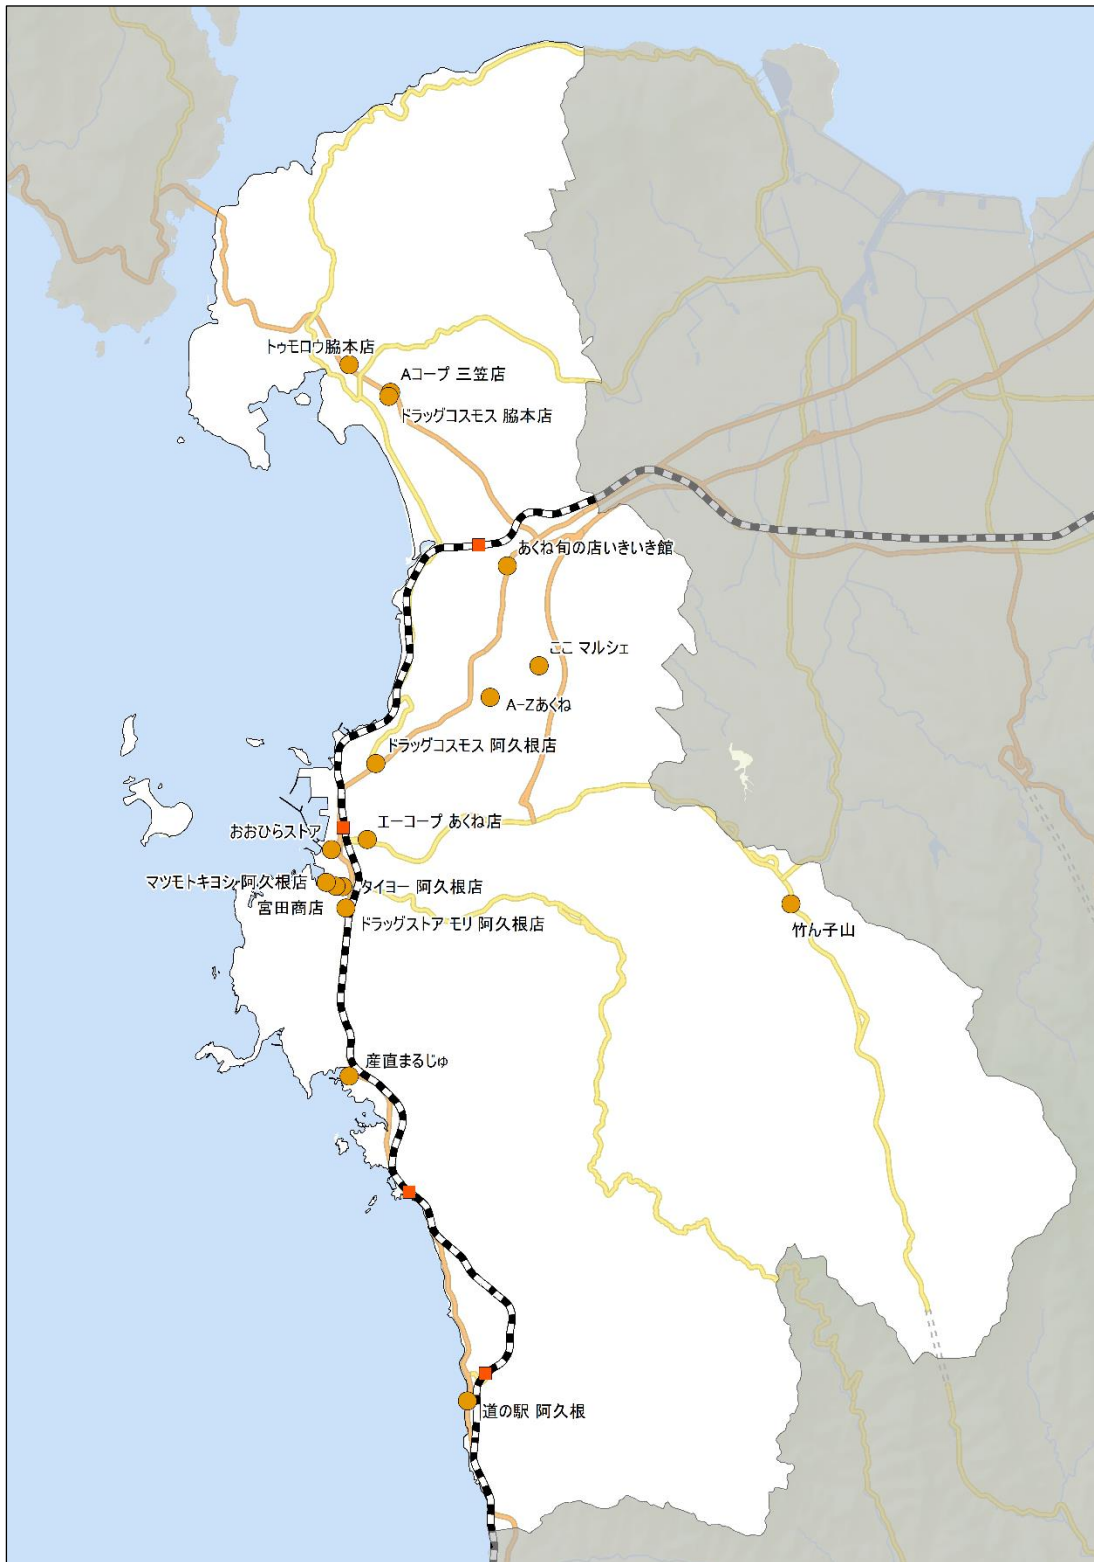 トゥモロウ脇本店
Aコープ 三笠店
ドラッグコスモス 脇本店
あくね旬の店いきいき館
ここ マルシェ
A-Zあくね
ドラッグコスモス 阿久根店
エーコープ あくね店
おおひらストア
マツモトキヨシ 阿久根店
タイヨー 阿久根店
宮田商店
ドラッグストア モリ 阿久根店
竹ん子山
産直まるじゅ
道の駅 阿久根